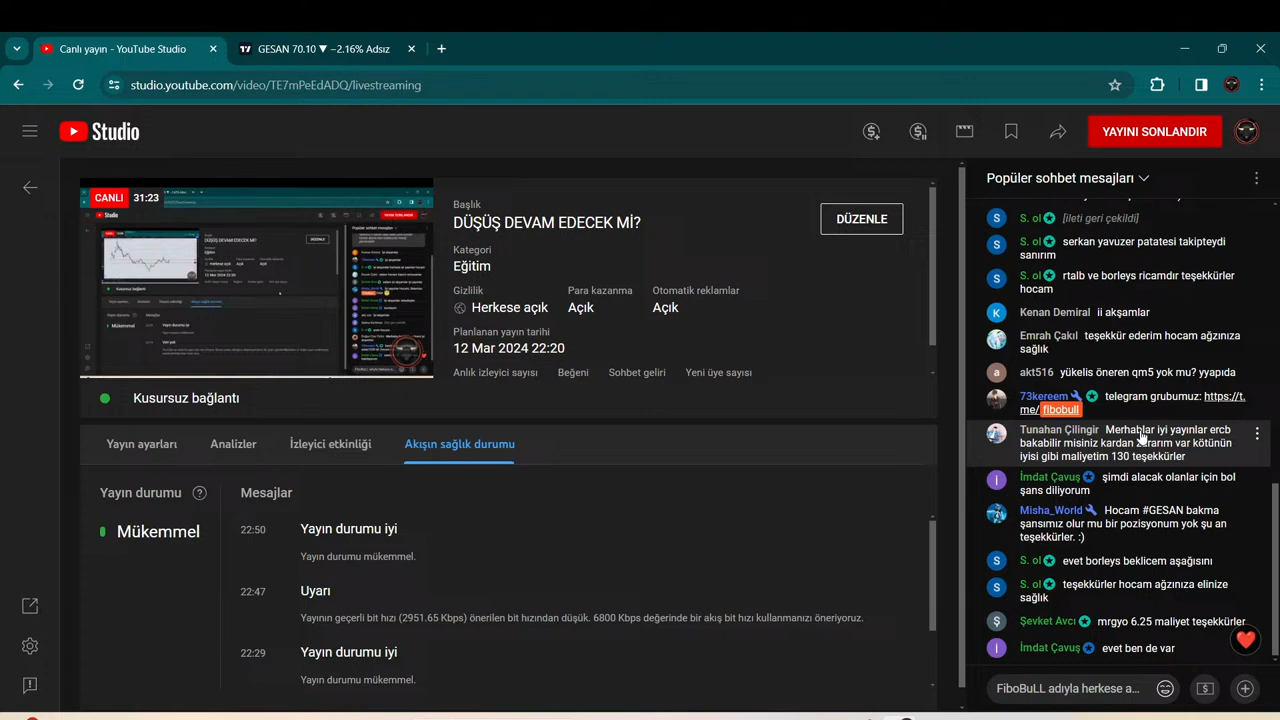 Canlı yayın - YouTube Studio
GESAN 70.10 ▼ −2.16% Adsız
studio.youtube.com/video/TE7mPeEdADQ/livestreaming
Studio
YAYINI SONLANDIR
CANLI 31:23
Başlık
DÜŞÜŞ DEVAM EDECEK Mİ?
DÜZENLE
Kategori
Eğitim
Gizlilik
Para kazanma
Otomatik reklamlar
Herkese açık
Açık
Açık
Planlanan yayın tarihi
12 Mar 2024 22:20
Anlık izleyici sayısı
Beğeni
Sohbet geliri
Yeni üye sayısı
Kusursuz bağlantı
Yayın ayarları
Analizler
İzleyici etkinliği
Akışın sağlık durumu
Yayın durumu
Mesajlar
Mükemmel
22:50
Yayın durumu iyi
Yayın durumu mükemmel.
22:47
Uyarı
Yayının geçerli bit hızı (2951.65 Kbps) önerilen bit hızından düşük. 6800 Kbps değerinde bir akış bit hızı kullanmanızı öneriyoruz.
22:29
Yayın durumu iyi
Yayın durumu mükemmel.
Popüler sohbet mesajları
S. ol [ileti geri çekildi]
S. ol sende yavuzer patatesi takipteydi
sanırım
S. ol rtalb ve borleys ricamdır teşekkürler
hocam
Kenan Demiral iyi akşamlar
Emrah Çam teşekkür ederim hocam ağzınıza
sağlık
akt516 yükelis öneren qm5 yok mu? yyapıda
73kereem telegram grubumuz: https://t.
me/fibobull
Tunahan Çilingir Merhablar iyi yayınlar ercb
bakabilir misiniz kar zararım var kötünün
iyisi gibi maliyetim 130 teşekkürler
İmdat Çavuş şimdi alacak olanlar için bol
şans diliyorum
Misha_World Hocam #GESAN bakma
şansımız olur mu bir pozisyonum yok şu an
teşekkürler. :)
S. ol evet borleys beklicem aşağısını
S. ol teşekkürler hocam ağzınıza elinize
sağlık
Şevket Avcı mrgyo 6.25 maliyet teşekkürler
İmdat Çavuş evet ben de var
FiboBuLL adıyla herkese a...